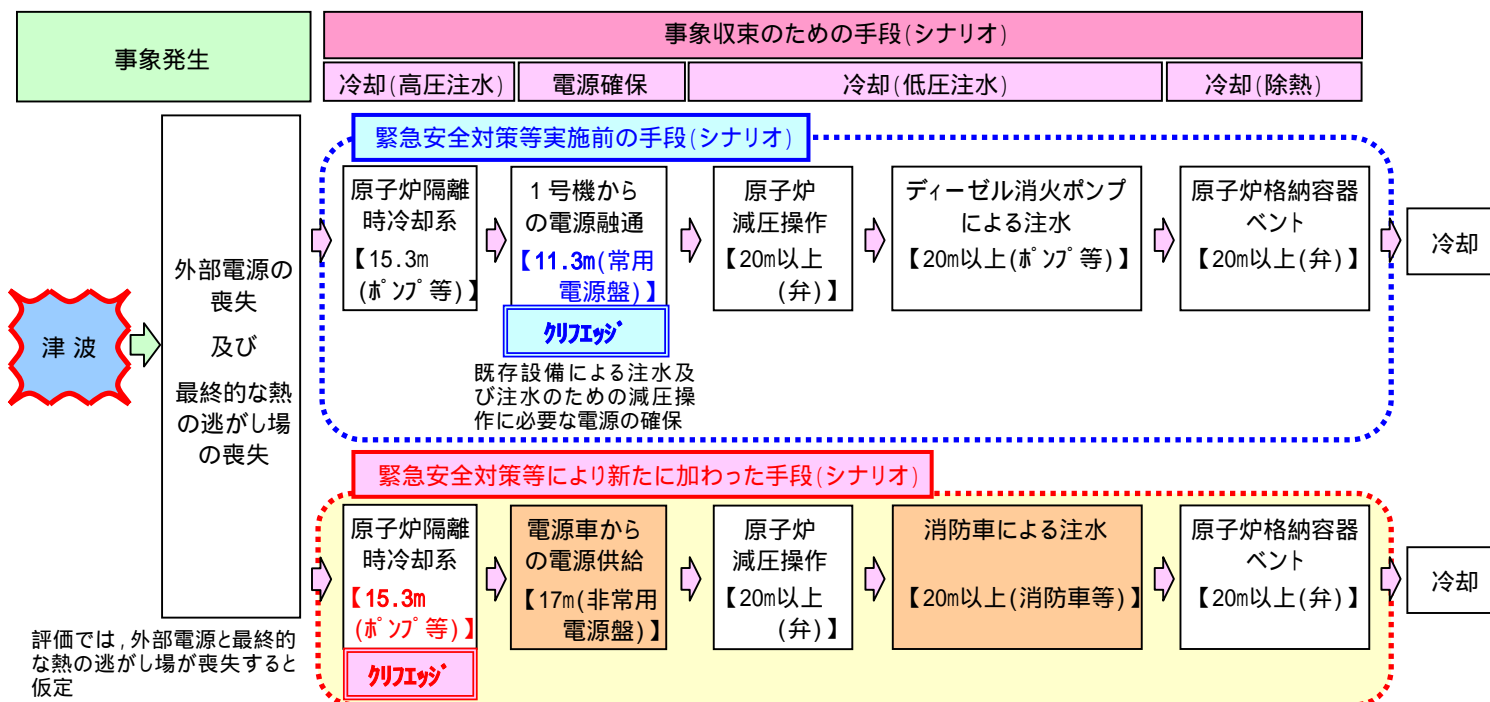 事象発生
事象収束のための手段(シナリオ)
冷却(高圧注水)
電源確保
冷却(低圧注水)
冷却(除熱)
津 波
外部電源の
喪失
及び
最終的な熱
の逃がし場
の喪失
評価では,外部電源と最終的
な熱の逃がし場が喪失すると
仮定
緊急安全対策等実施前の手段(シナリオ)
原子炉隔離
時冷却系
【15.3m
(ポンプ等)】
1号機から
の電源融通
【11.3m(常用
電源盤)】
クリフエッジ
既存設備による注水及
び注水のための減圧操
作に必要な電源の確保
原子炉
減圧操作
【20m以上
(弁)】
ディーゼル消火ポンプ
による注水
【20m以上(ポンプ等)】
原子炉格納容器
ベント
【20m以上(弁)】
冷却
緊急安全対策等により新たに加わった手段(シナリオ)
原子炉隔離
時冷却系
【15.3m
(ポンプ等)】
クリフエッジ
電源車から
の電源供給
【17m(非常用
電源盤)】
原子炉
減圧操作
【20m以上
(弁)】
消防車による注水
【20m以上(消防車等)】
原子炉格納容器
ベント
【20m以上(弁)】
冷却